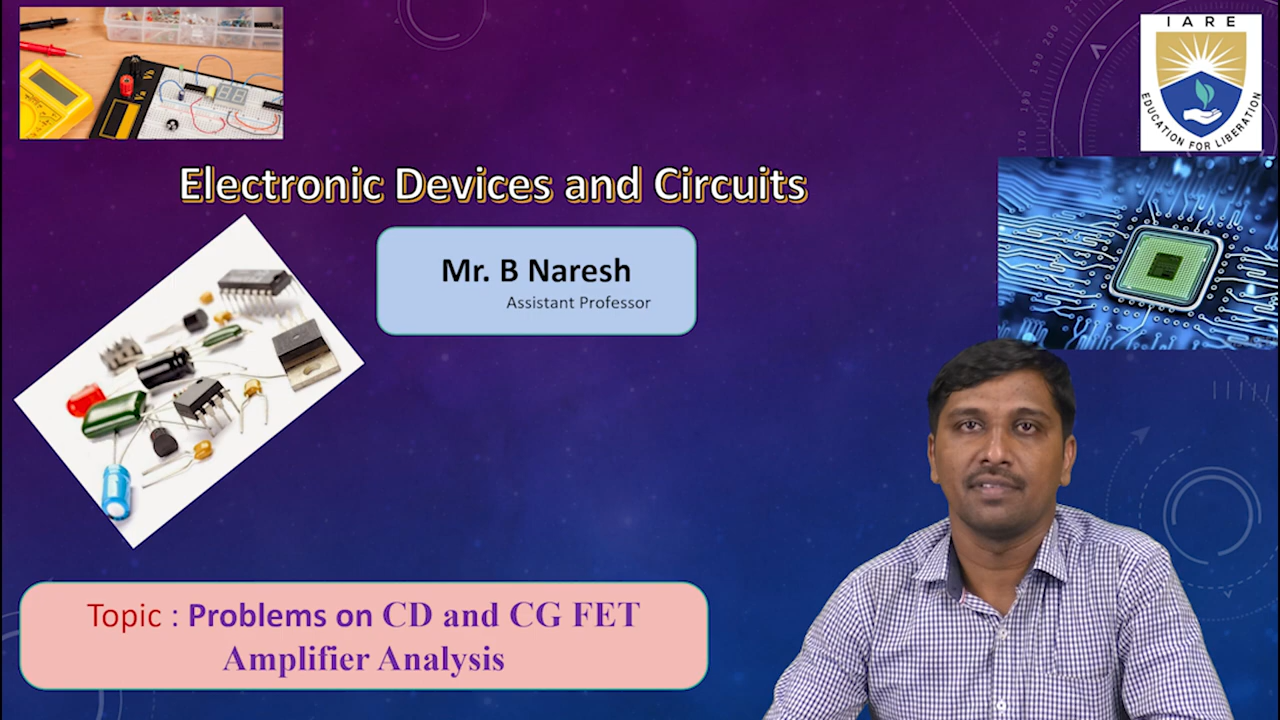 IARE
EDUCATION FOR LIBERATION
Electronic Devices and Circuits
Mr. B Naresh
Assistant Professor
Topic : Problems on CD and CG FET
Amplifier Analysis